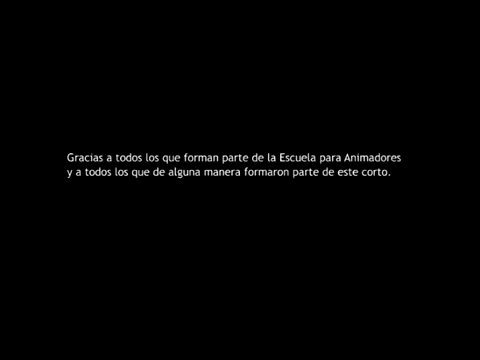 Gracias a todos los que forman parte de la Escuela para Animadores
y a todos los que de alguna manera formaron parte de este corto.